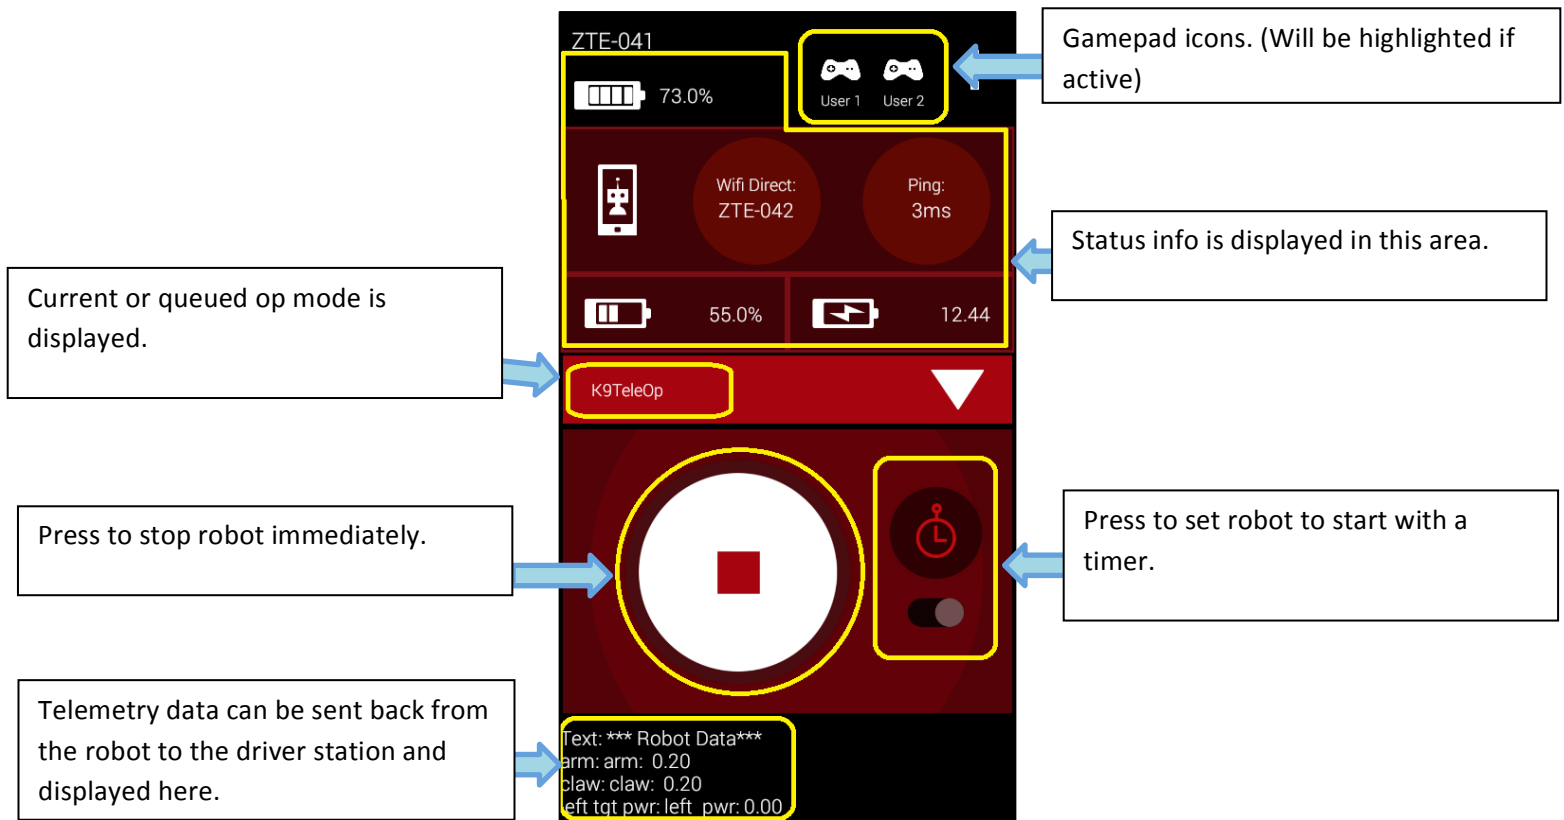 ZTE-041
73.0%
User 1 User 2
Gamepad icons. (Will be highlighted if
active)
Wifi Direct:
ZTE-042
Ping:
3ms
Status info is displayed in this area.
55.0%
12.44
Current or queued op mode is
displayed.
K9TeleOp
Press to stop robot immediately.
Press to set robot to start with a
timer.
Telemetry data can be sent back from
the robot to the driver station and
displayed here.
Text: *** Robot Data***
arm: arm: 0.20
claw: claw: 0.20
left tgt pwr: left pwr: 0.00